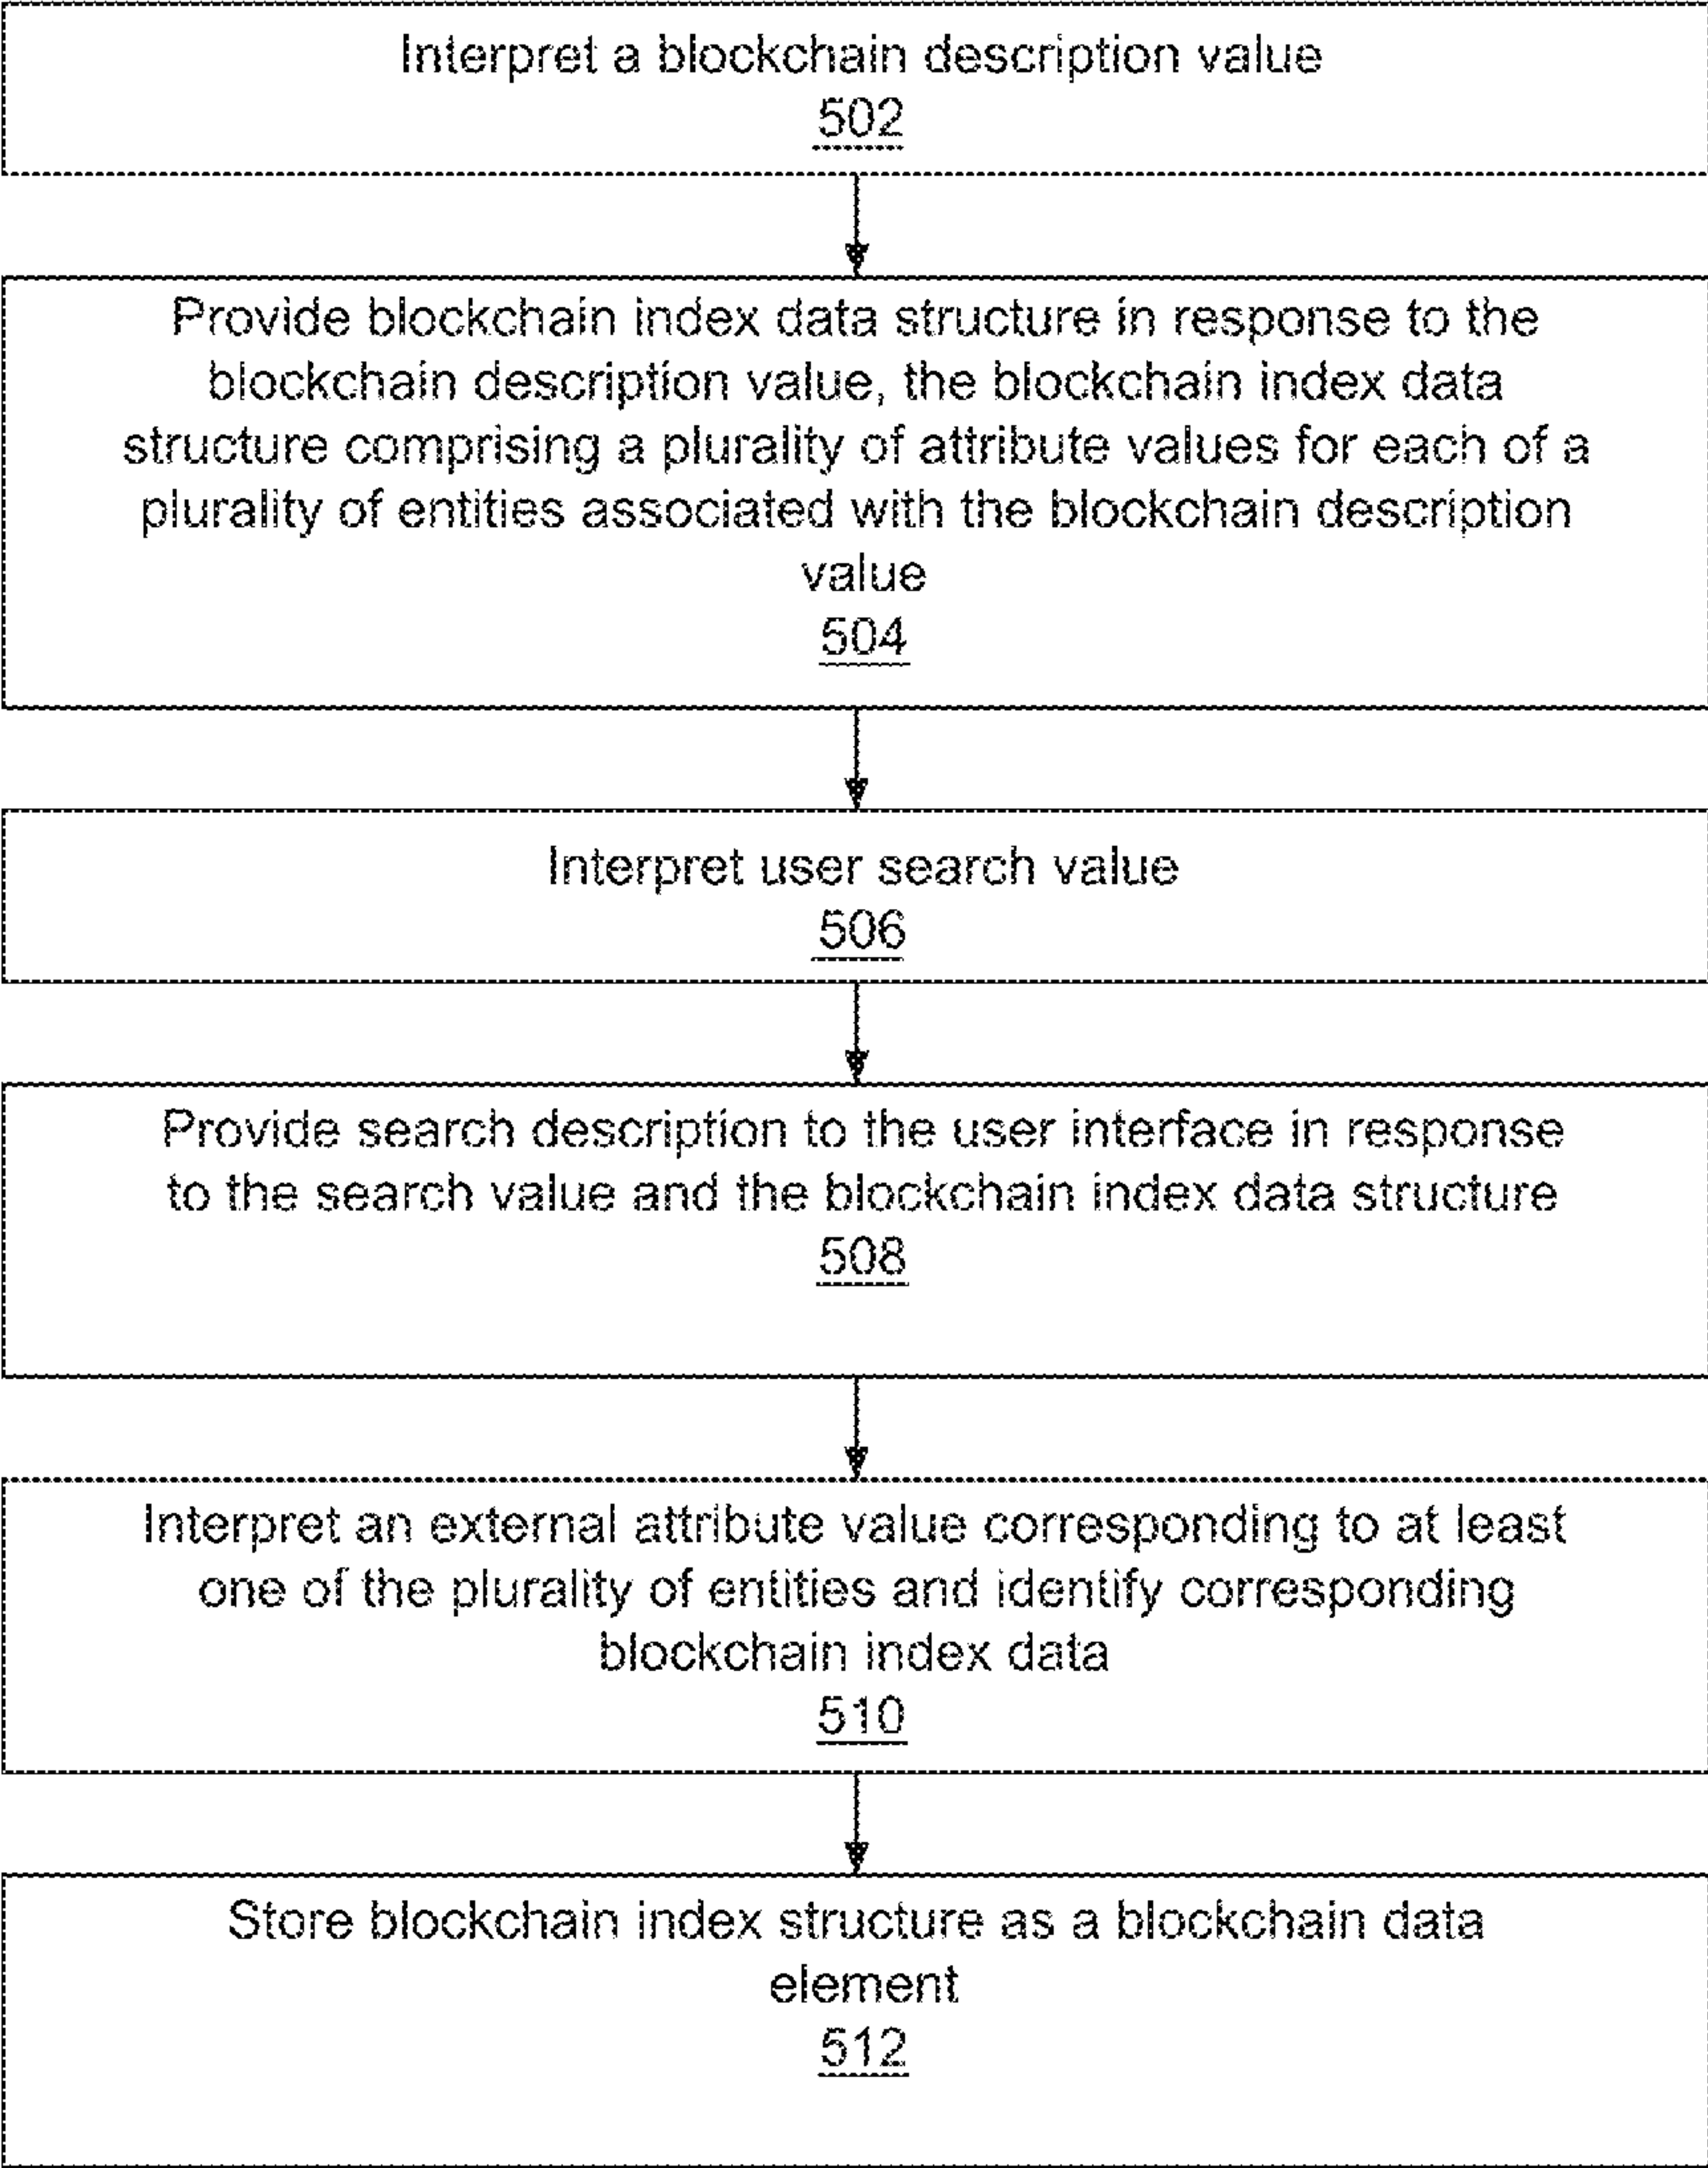 Interpret a blockchain description value
502
Provide blockchain index data structure in response to the
blockchain description value, the blockchain index data
structure comprising a plurality of attribute values for each of a
plurality of entities associated with the blockchain description
value
504
Interpret user search value
506
Provide search description to the user interface in response
to the search value and the blockchain index data structure
508
Interpret an external attribute value corresponding to at least
one of the plurality of entities and identify corresponding
blockchain index data
510
Store blockchain index structure as a blockchain data
element
512